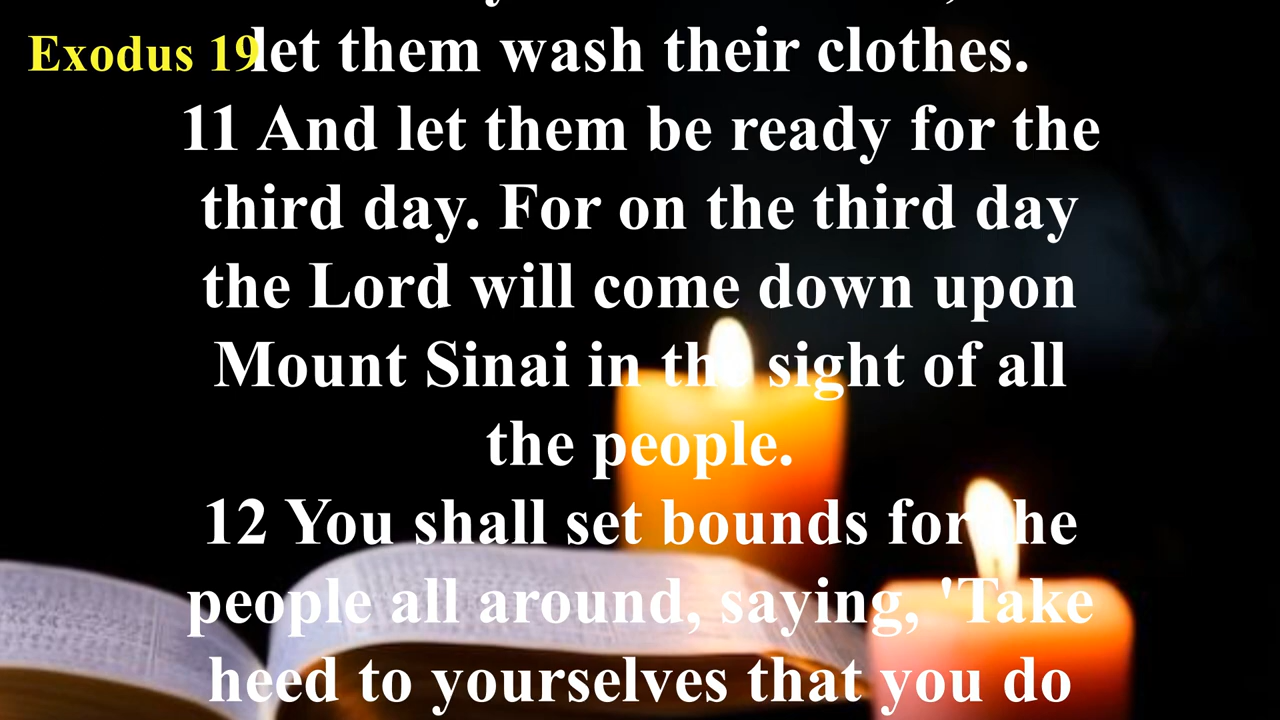 Exodus 19
let them wash their clothes.
11 And let them be ready for the
third day. For on the third day
the Lord will come down upon
Mount Sinai in the sight of all
the people.
12 You shall set bounds for the
people all around, saying, 'Take
heed to yourselves that you do